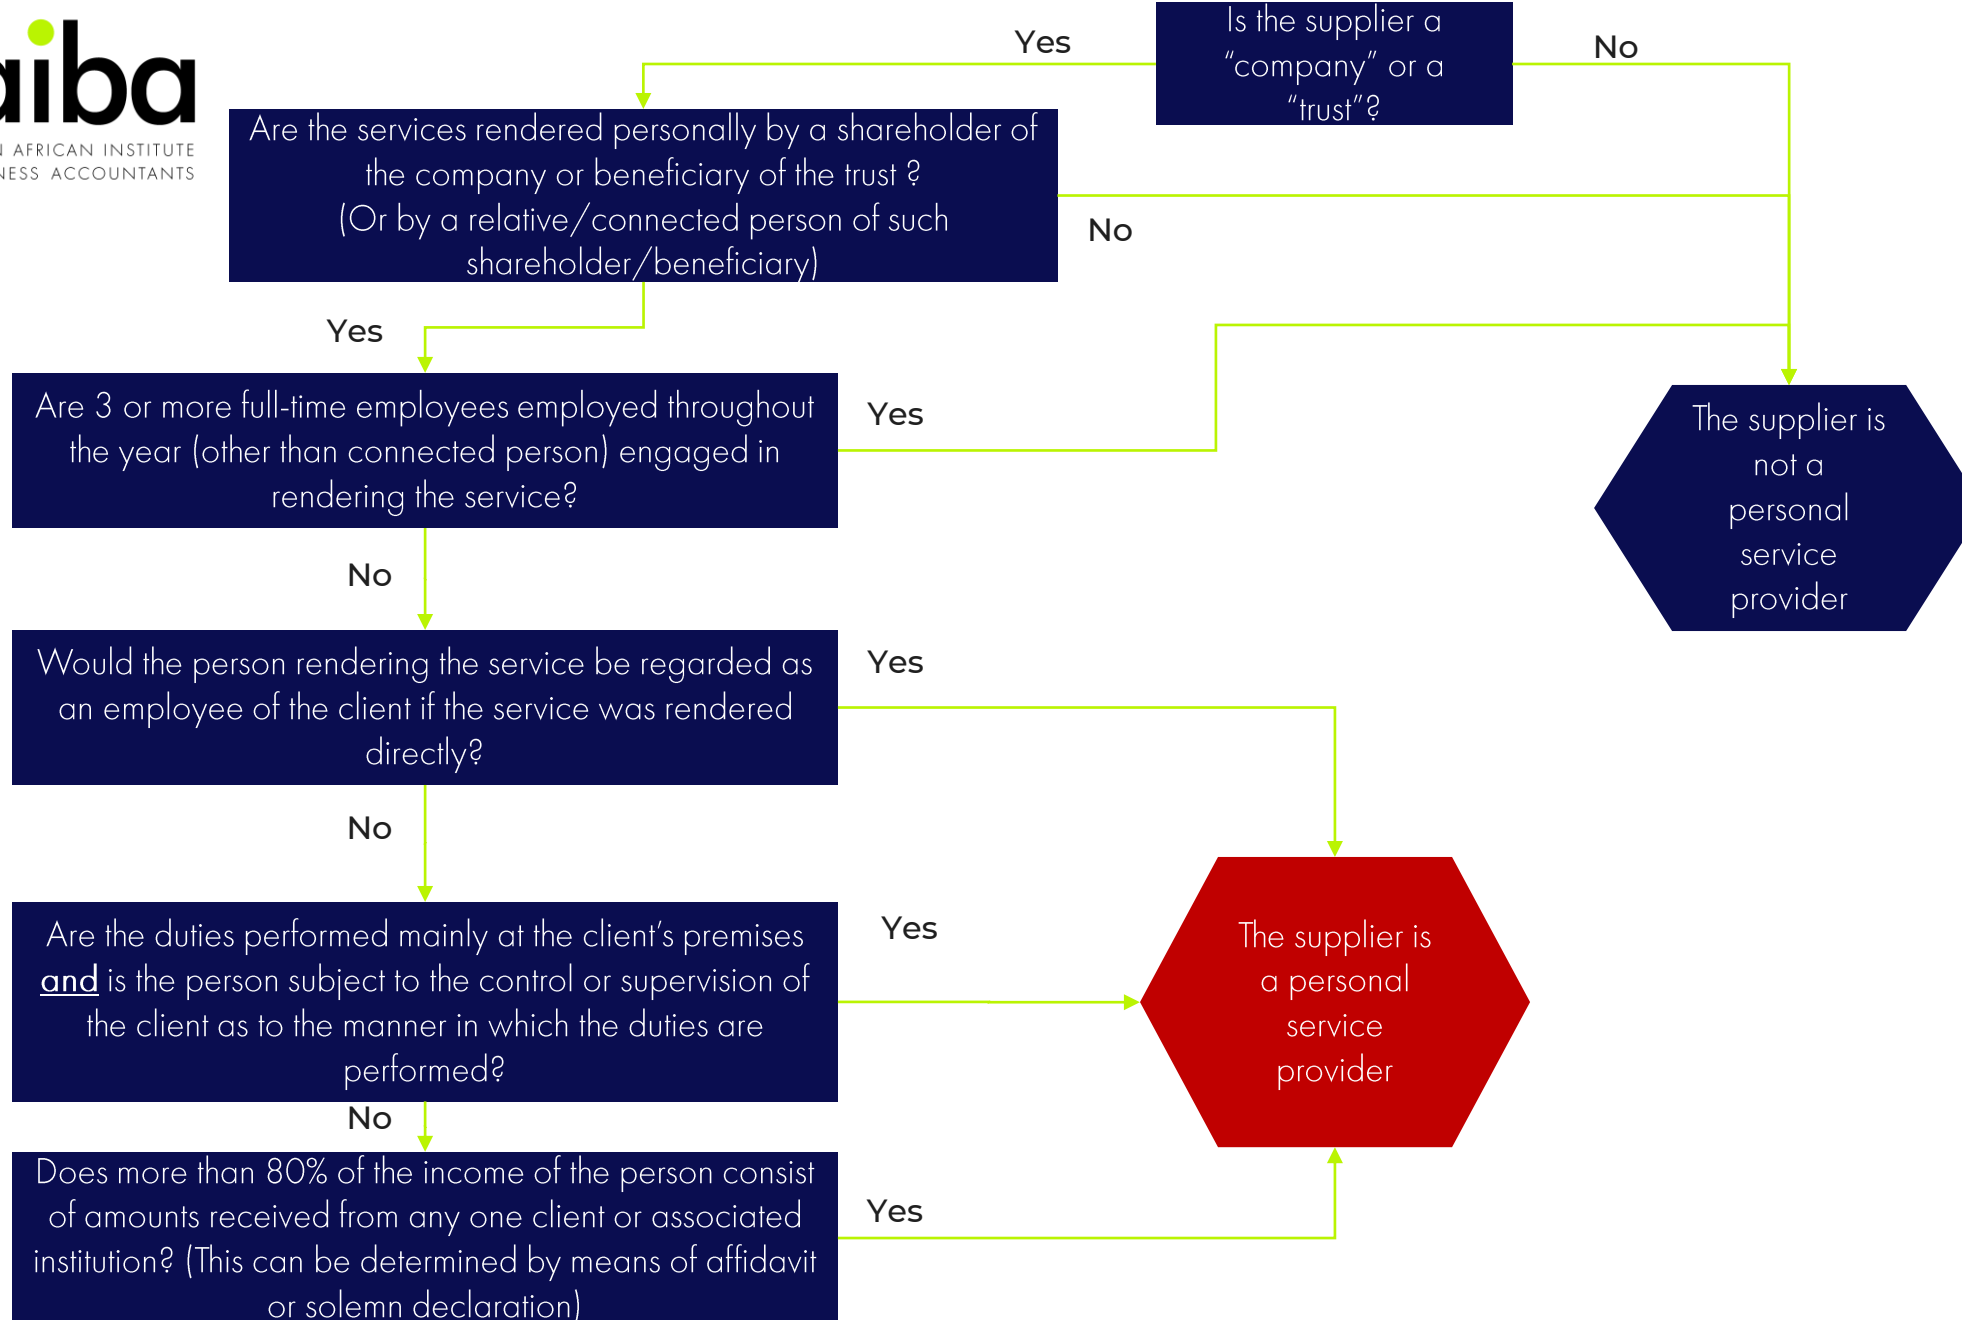 Is the supplier a
“company” or a
“trust”?
Yes
No
aiba
AFRICAN INSTITUTE
ACCOUNTANTS
Are the services rendered personally by a shareholder of
the company or beneficiary of the trust ?
(Or by a relative/connected person of such
shareholder/beneficiary)
No
Yes
Are 3 or more full-time employees employed throughout
the year (other than connected person) engaged in
rendering the service?
Yes
The supplier is
not a
personal
service
provider
No
Would the person rendering the service be regarded as
an employee of the client if the service was rendered
directly?
Yes
No
Are the duties performed mainly at the client’s premises
and is the person subject to the control or supervision of
the client as to the manner in which the duties are
performed?
Yes
The supplier is
a personal
service
provider
No
Does more than 80% of the income of the person consist
of amounts received from any one client or associated
institution? (This can be determined by means of affidavit
or solemn declaration)
Yes